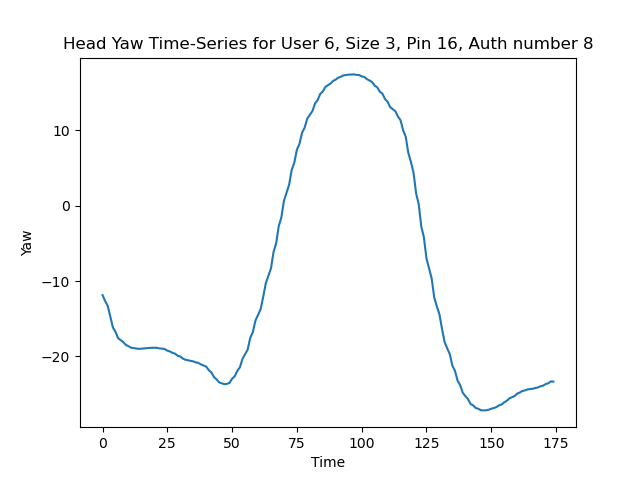 Head Yaw Time-Series for User 6, Size 3, Pin 16, Auth number 8
10
0
−10
−20
Yaw
0 25 50 75 100 125 150 175
Time